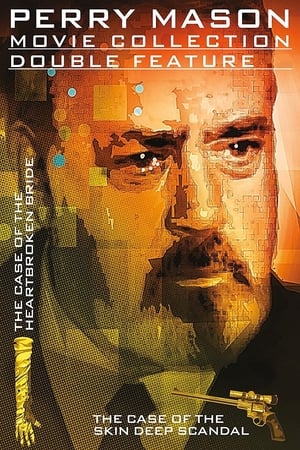 PERRY MASON
MOVIE COLLECTION
DOUBLE FEATURE
THE CASE OF THE
HEARTBROKEN BRIDE
THE CASE OF THE
SKIN DEEP SCANDAL